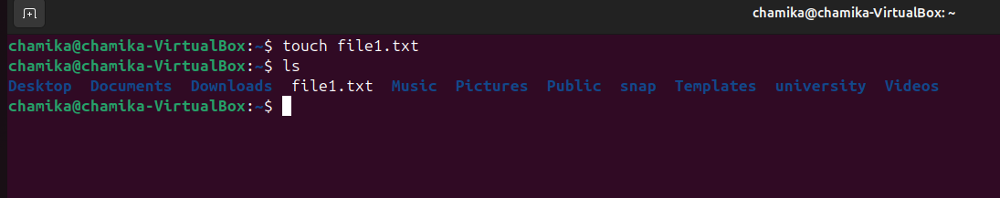 chamika@chamika-VirtualBox: ~
chamika@chamika-VirtualBox:~$ touch file1.txt
chamika@chamika-VirtualBox:~$ ls
Desktop  Documents  Downloads  file1.txt  Music  Pictures  Public  snap  Templates  university  Videos
chamika@chamika-VirtualBox:~$